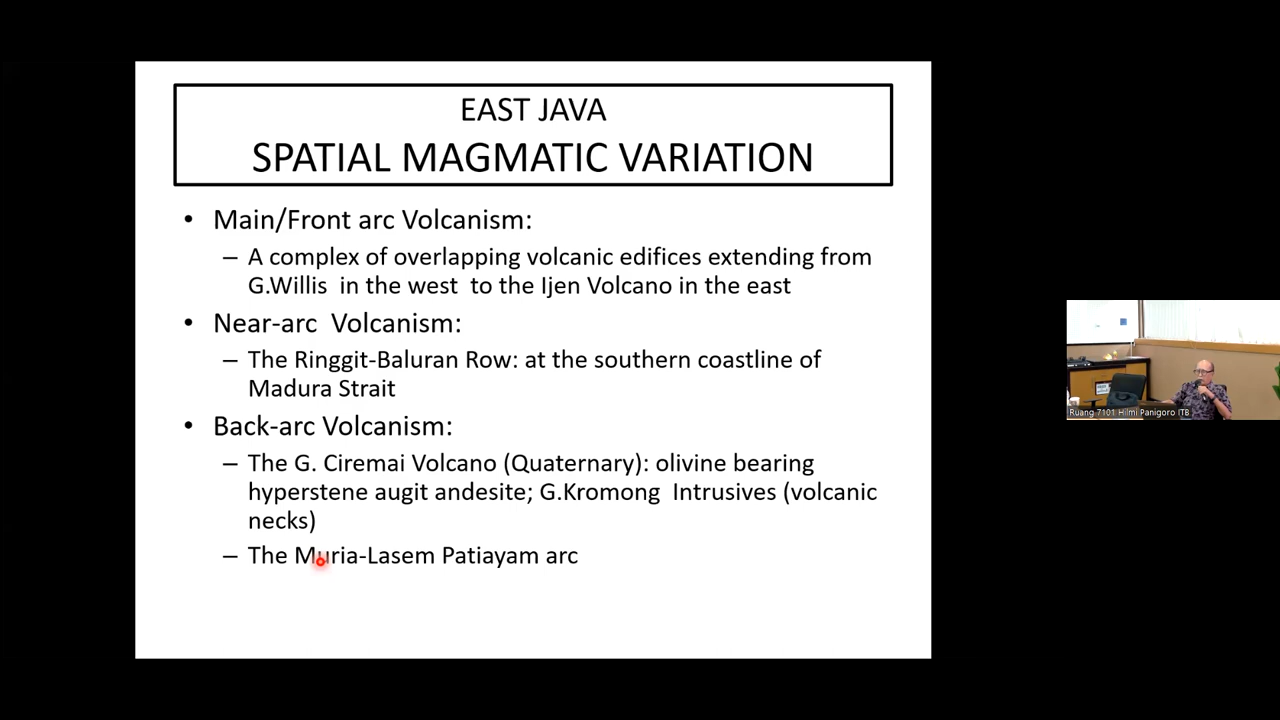 EAST JAVA
SPATIAL MAGMATIC VARIATION
• Main/Front arc Volcanism:
– A complex of overlapping volcanic edifices extending from
G.Willis in the west to the Ijen Volcano in the east
• Near-arc Volcanism:
– The Ringgit-Baluran Row: at the southern coastline of
Madura Strait
• Back-arc Volcanism:
– The G. Ciremai Volcano (Quaternary): olivine bearing
hyperstene augit andesite; G.Kromong Intrusives (volcanic
necks)
– The Muria-Lasem Patiayam arc
Ruang 7101 Hilmi Panigoro ITB